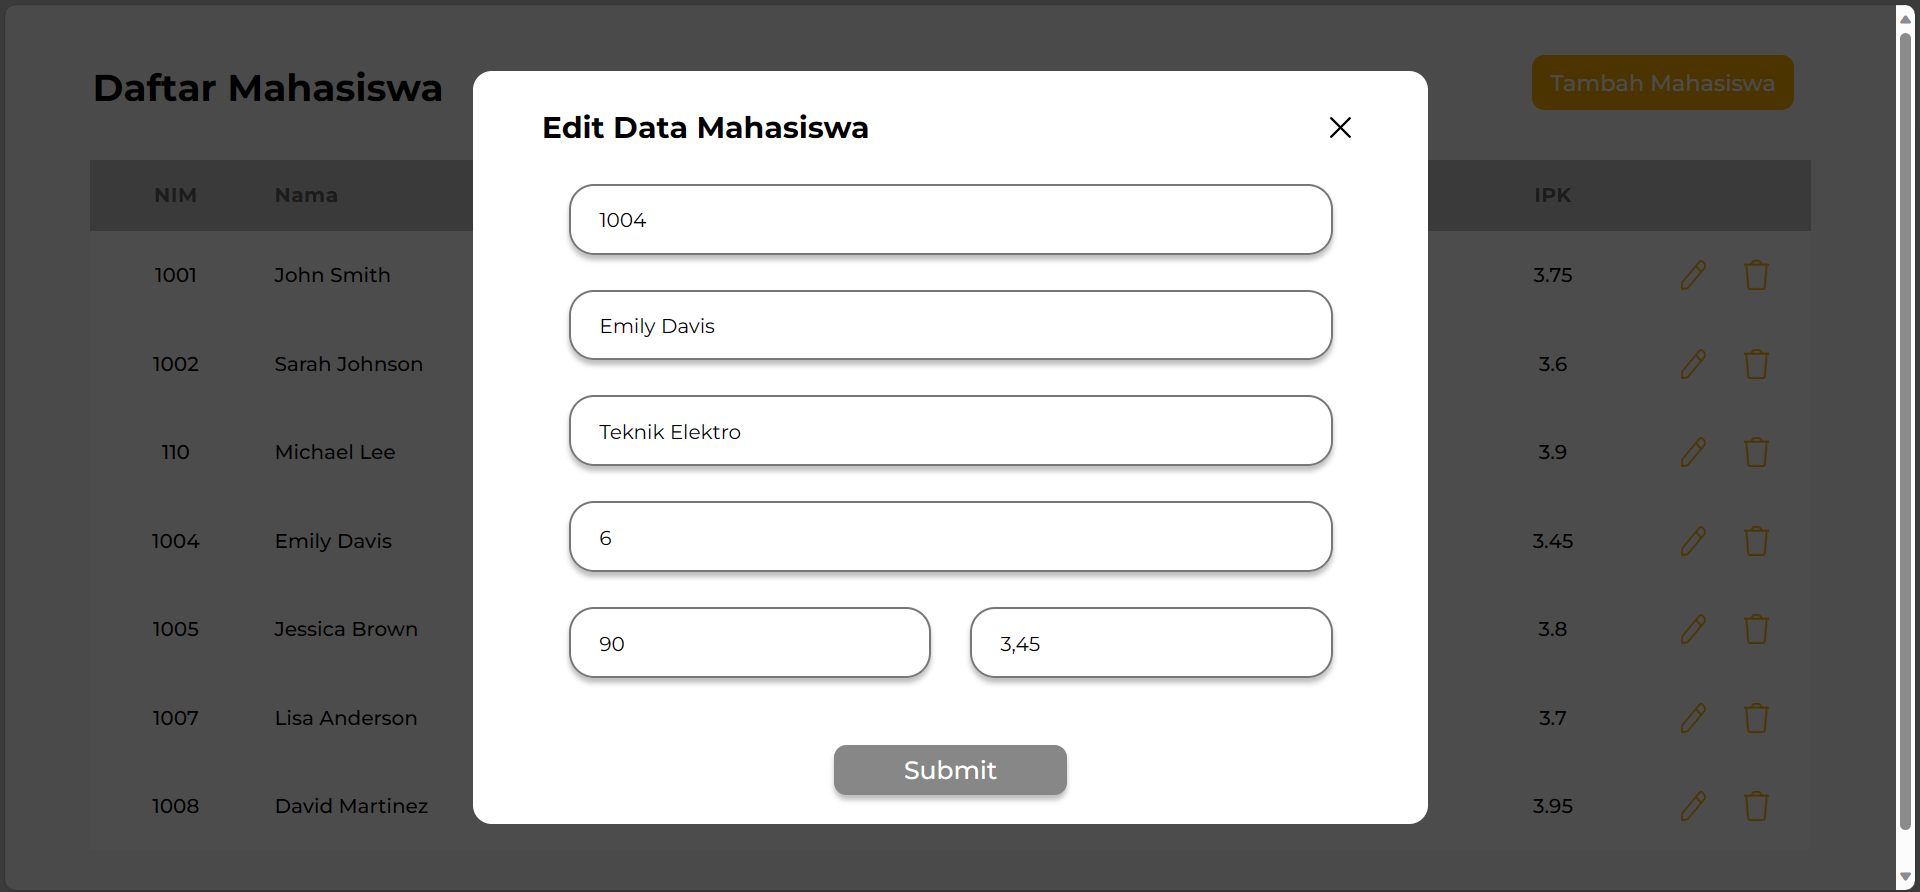 Daftar Mahasiswa
Tambah Mahasiswa
Edit Data Mahasiswa
NIM Nama IPK
1001 John Smith 3.75
1002 Sarah Johnson 3.6
110 Michael Lee 3.9
1004 Emily Davis 3.45
1005 Jessica Brown 3.8
1007 Lisa Anderson 3.7
1008 David Martinez 3.95
1004
Emily Davis
Teknik Elektro
6
90 3,45
Submit